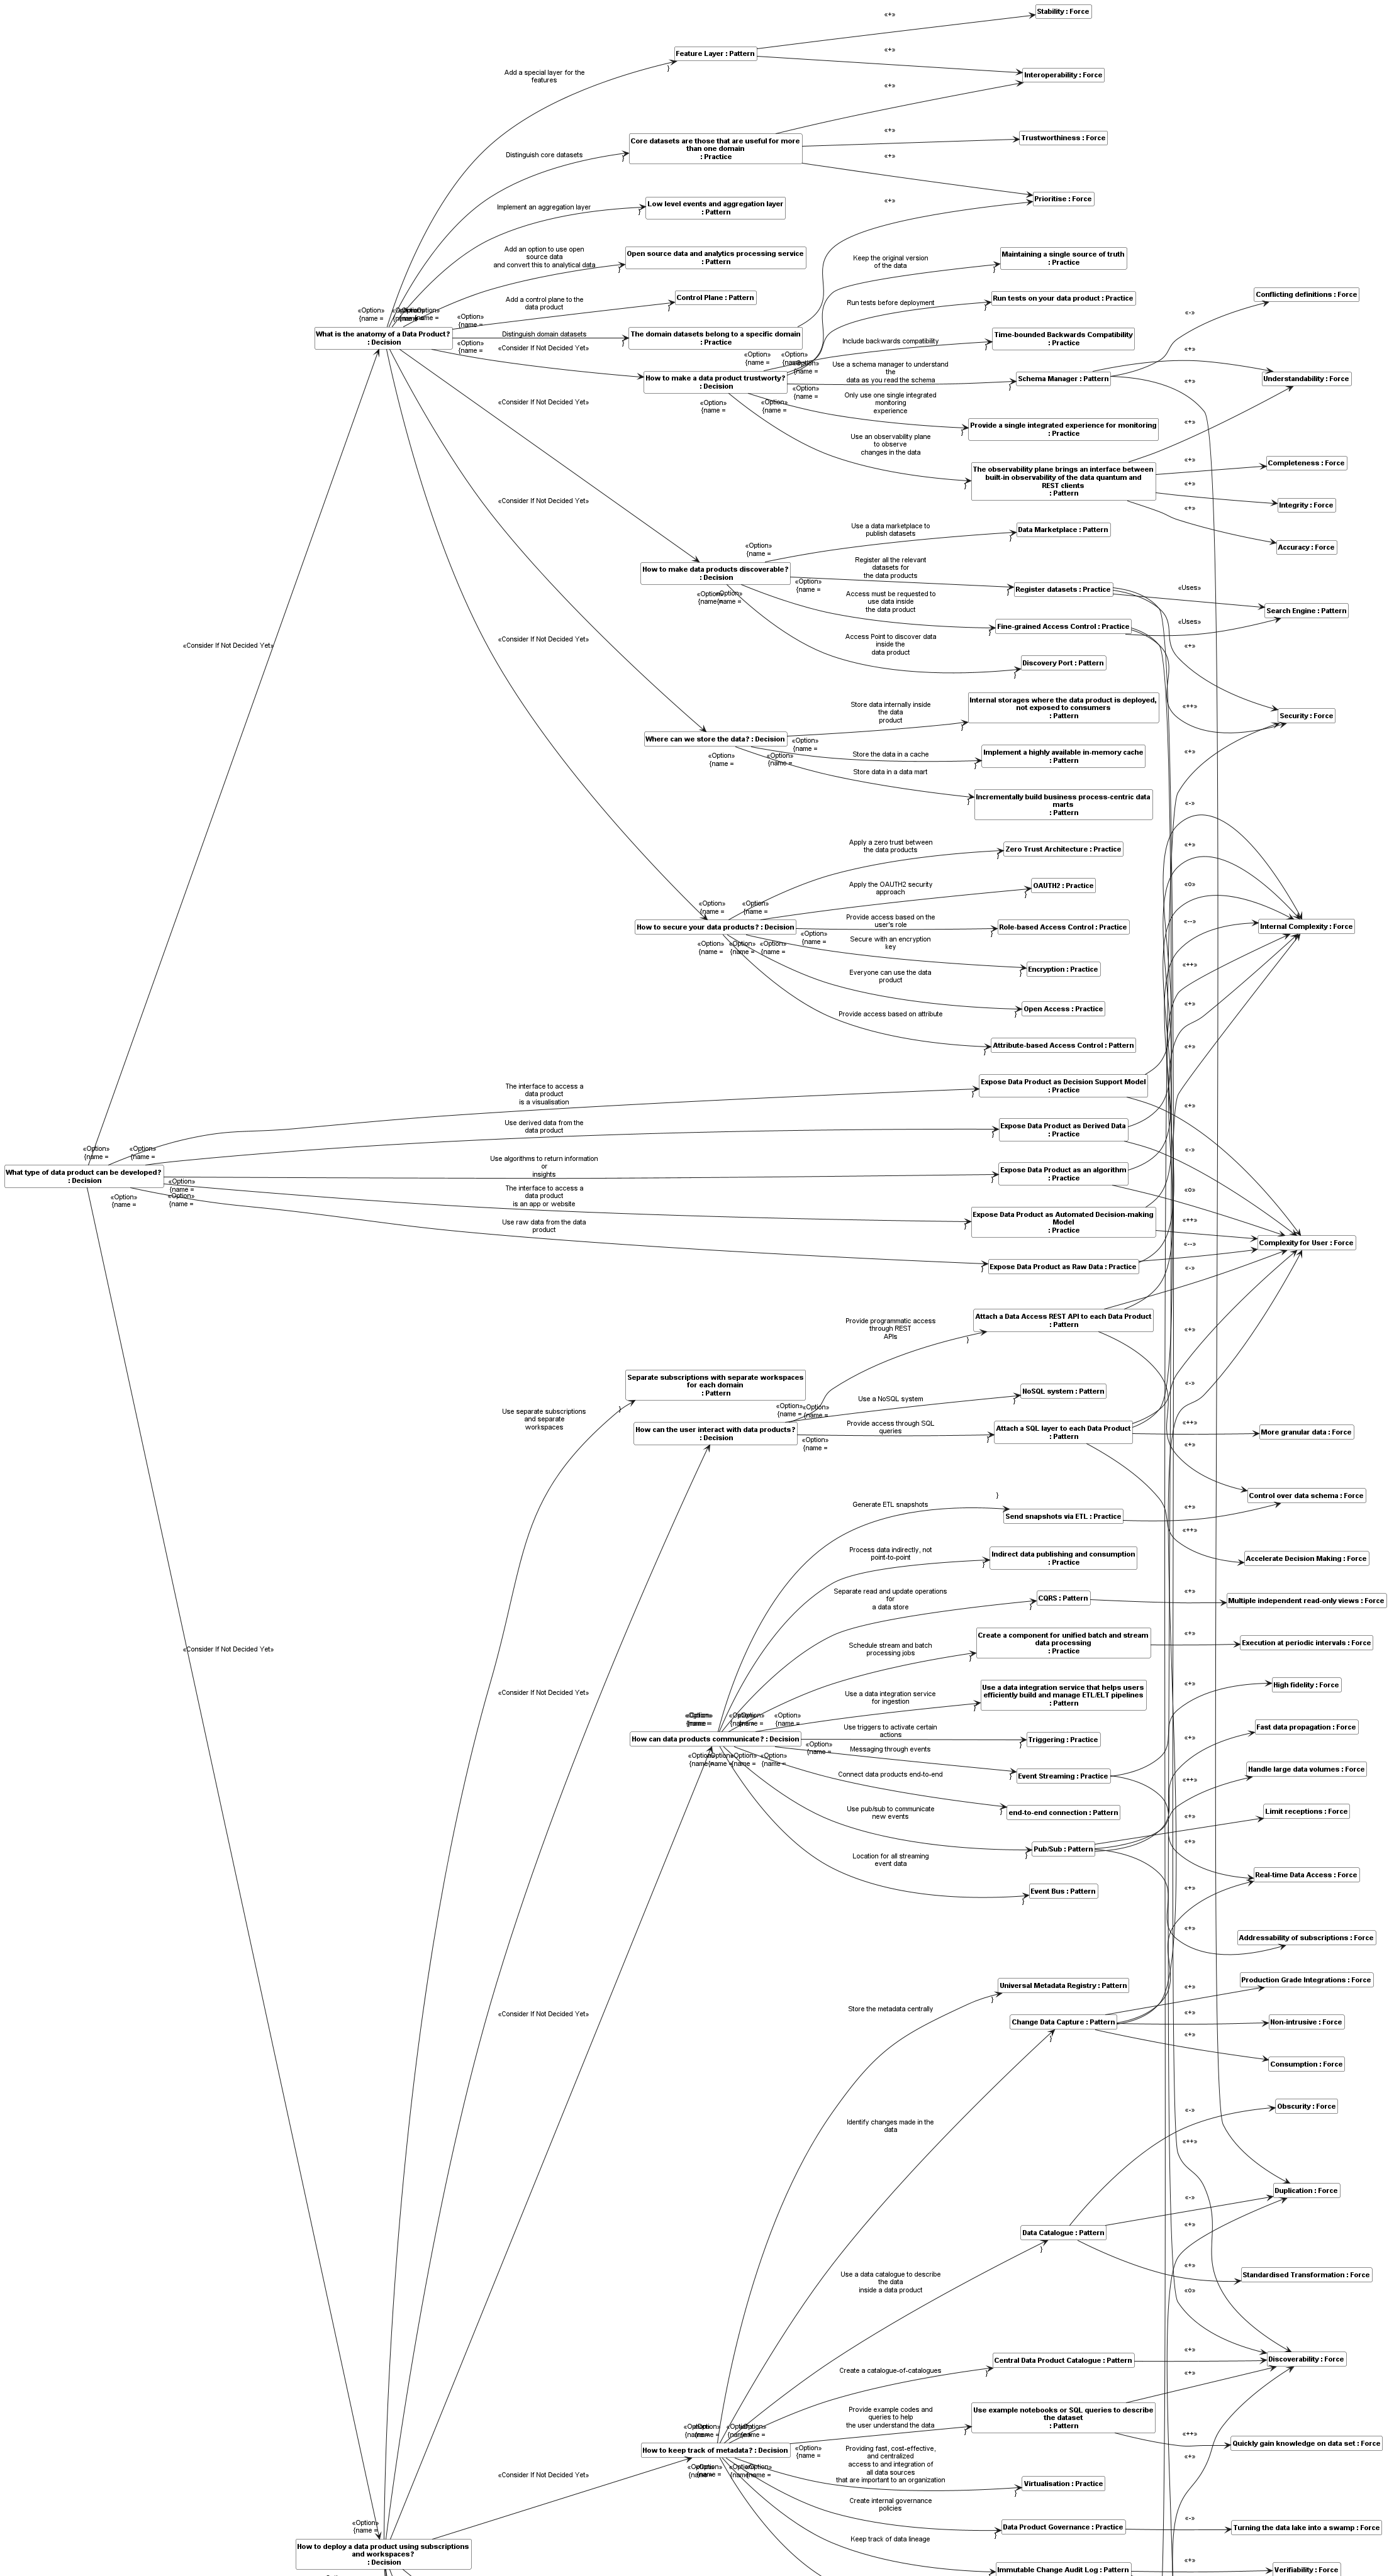 «+»
Stability : Force
Feature Layer : Pattern
}
«+»
Interoperability : Force
Add a special layer for the
features
«+»
«+»
Trustworthiness : Force
Core datasets are those that are useful for more
than one domain
: Practice
}
Distinguish core datasets
«+»
Prioritise : Force
«+»
Low level events and aggregation layer
: Pattern
}
Implement an aggregation layer
Add an option to use open
source data
and convert this to analytical data
Open source data and analytics processing service
: Pattern
}
Keep the original version
of the data
Maintaining a single source of truth
: Practice
}
Add a control plane to the
data product
Control Plane : Pattern
}
Run tests before deployment
Run tests on your data product : Practice
}
«-»
Conflicting definitions : Force
«Option»
{name =
What is the anatomy of a Data Product?
: Decision
Distinguish domain datasets
The domain datasets belong to a specific domain
: Practice
}
Include backwards compatibility
Time-bounded Backwards Compatibility
: Practice
}
«Option»
{name =
«Consider If Not Decided Yet»
«Option»
{name =
How to make a data product trustworty?
: Decision
Use a schema manager to understand
the
data as you read the schema
Schema Manager : Pattern
}
«+»
Understandability : Force
«+»
«Consider If Not Decided Yet»
«Option»
{name =
Only use one single integrated
monitoring
experience
Provide a single integrated experience for monitoring
: Practice
}
«+»
Use an observability plane
to observe
changes in the data
The observability plane brings an interface between
built-in observability of the data quantum and
REST clients
: Pattern
}
«+»
Completeness : Force
«+»
Integrity : Force
«+»
Accuracy : Force
«Consider If Not Decided Yet»
Use a data marketplace to
publish datasets
Data Marketplace : Pattern
}
«Option»
{name =
How to make data products discoverable?
: Decision
Register all the relevant
datasets for
the data products
Register datasets : Practice
}
«Uses»
Search Engine : Pattern
«Uses»
Access must be requested to
use data inside
the data product
Fine-grained Access Control : Practice
}
«+»
Access Point to discover data
inside the
data product
Discovery Port : Pattern
}
«Consider If Not Decided Yet»
«Consider If Not Decided Yet»
Store data internally inside
the data
product
Internal storages where the data product is deployed,
not exposed to consumers
: Pattern
}
«++»
Security : Force
Where can we store the data? : Decision
«Option»
{name =
Store the data in a cache
Implement a highly available in-memory cache
: Pattern
}
«+»
Store data in a data mart
Incrementally build business process-centric data
marts
: Pattern
}
«-»
Apply a zero trust between
the data products
Zero Trust Architecture : Practice
}
«+»
Apply the OAUTH2 security
approach
OAUTH2 : Practice
}
«0»
«Option»
{name =
How to secure your data products? : Decision
Provide access based on the
user's role
Role-based Access Control : Practice
}
«--»
Internal Complexity : Force
Secure with an encryption
key
Encryption : Practice
}
«++»
Everyone can use the data
product
Open Access : Practice
}
«+»
Provide access based on attribute
Attribute-based Access Control : Pattern
}
«+»
The interface to access a
data product
is a visualisation
Expose Data Product as Decision Support Model
: Practice
}
«+»
Use derived data from the
data product
Expose Data Product as Derived Data
: Practice
}
«-»
«Option»
{name =
What type of data product can be developed?
: Decision
Use algorithms to return information
or
insights
Expose Data Product as an algorithm
: Practice
}
«0»
The interface to access a
data product
is an app or website
Expose Data Product as Automated Decision-making
Model
: Practice
}
«++»
Use raw data from the data
product
Expose Data Product as Raw Data : Practice
}
«--»
Complexity for User : Force
«-»
Provide programmatic access
through REST
APIs
Attach a Data Access REST API to each Data Product
: Pattern
}
«+»
Separate subscriptions with separate workspaces
for each domain
: Pattern
}
Use a NoSQL system
NoSQL system : Pattern
}
«-»
Use separate subscriptions
and separate
workspaces
«Option»
{name =
How can the user interact with data products?
: Decision
Provide access through SQL
queries
Attach a SQL layer to each Data Product
: Pattern
}
«++»
More granular data : Force
«+»
Control over data schema : Force
Generate ETL snapshots
Send snapshots via ETL : Practice
}
«+»
«++»
Accelerate Decision Making : Force
Process data indirectly, not
point-to-point
Indirect data publishing and consumption
: Practice
}
Separate read and update operations
for
a data store
CQRS : Pattern
}
«+»
Multiple independent read-only views : Force
Schedule stream and batch
processing jobs
Create a component for unified batch and stream
data processing
: Practice
}
«+»
Execution at periodic intervals : Force
«Consider If Not Decided Yet»
«Consider If Not Decided Yet»
Use a data integration service
for ingestion
Use a data integration service that helps users
efficiently build and manage ETL/ELT pipelines
: Pattern
}
«+»
High fidelity : Force
«Option»
{name =
How can data products communicate? : Decision
Use triggers to activate certain
actions
Triggering : Practice
}
«+»
Fast data propagation : Force
Messaging through events
Event Streaming : Practice
}
«++»
Handle large data volumes : Force
Connect data products end-to-end
end-to-end connection : Pattern
}
«+»
Limit receptions : Force
Use pub/sub to communicate
new events
Pub/Sub : Pattern
}
«+»
Real-time Data Access : Force
Location for all streaming
event data
Event Bus : Pattern
}
«+»
«+»
Addressability of subscriptions : Force
Universal Metadata Registry : Pattern
}
«+»
Production Grade Integrations : Force
«Consider If Not Decided Yet»
Store the metadata centrally
Change Data Capture : Pattern
}
«+»
Non-intrusive : Force
«+»
Consumption : Force
Identify changes made in the
data
«-»
Obscurity : Force
«++»
«-»
Duplication : Force
Data Catalogue : Pattern
}
«+»
Use a data catalogue to describe
the data
inside a data product
«+»
Standardised Transformation : Force
«0»
Create a catalogue-of-catalogues
Central Data Product Catalogue : Pattern
}
«+»
Discoverability : Force
«+»
Provide example codes and
queries to help
the user understand the data
Use example notebooks or SQL queries to describe
the dataset
: Pattern
}
«++»
Quickly gain knowledge on data set : Force
«Option»
{name =
How to keep track of metadata? : Decision
«+»
Providing fast, cost-effective,
and centralized
access to and integration of
all data sources
that are important to an organization
Virtualisation : Practice
}
«Consider If Not Decided Yet»
Create internal governance
policies
Data Product Governance : Practice
}
«-»
Turning the data lake into a swamp : Force
«Option»
{name =
How to deploy a data product using subscriptions
and workspaces?
: Decision
Keep track of data lineage
Immutable Change Audit Log : Pattern
}
«+»
Verifiability : Force